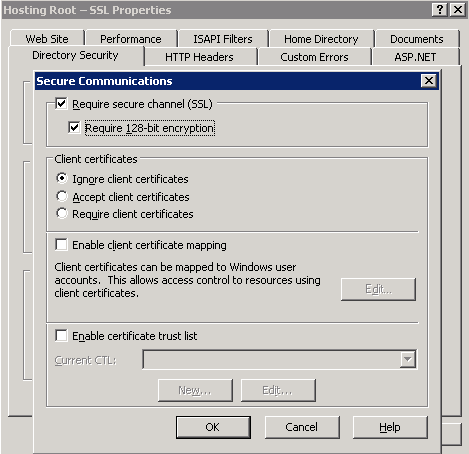 Hosting Root – SSL Properties
Web Site
Performance
ISAPI Filters
Home Directory
Documents
Directory Security
HTTP Headers
Custom Errors
ASP.NET
Secure Communications
Require secure channel (SSL)
Require 128-bit encryption
Client certificates
Ignore client certificates
Accept client certificates
Require client certificates
Enable client certificate mapping
Client certificates can be mapped to Windows user
accounts. This allows access control to resources using
client certificates.
Edit...
Enable certificate trust list
Current CTL:
New...
Edit...
OK
Cancel
Help